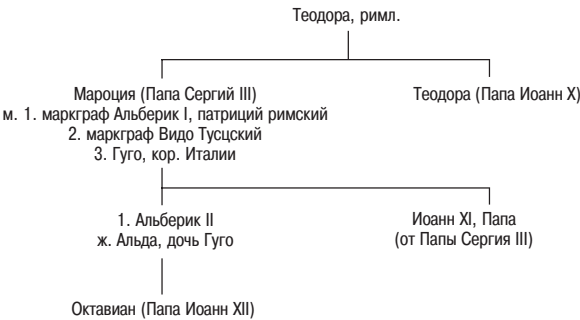 Теодора, римл.
Мароция (Папа Сергий III)
м. 1. маркграф Альберик I, патриций римский
2. маркграф Видо Тусцский
3. Гуго, кор. Италии
Теодора (Папа Иоанн X)
1. Альберик II
ж. Альда, дочь Гуго
Иоанн XI, Папа
(от Папы Сергия III)
Октавиан (Папа Иоанн XII)